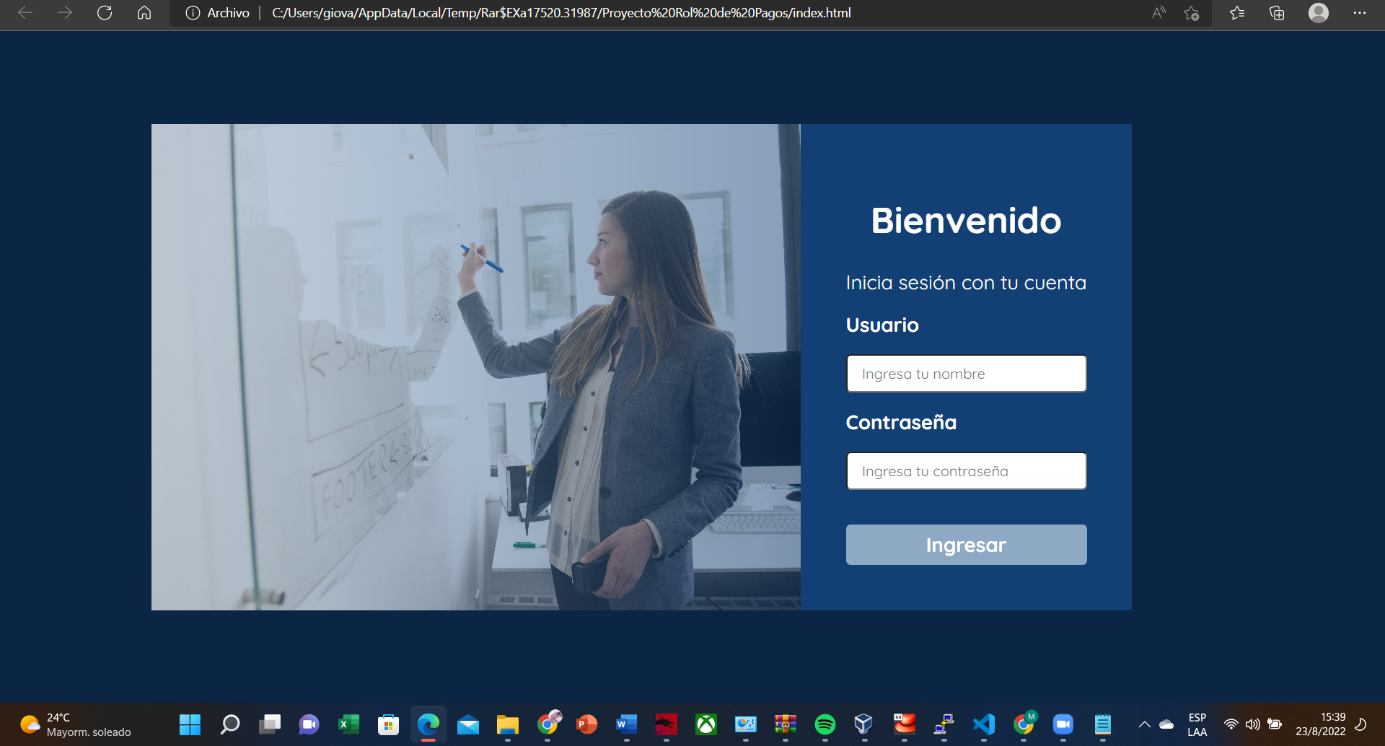 Archivo
C:/Users/giova/AppData/Local/Temp/Rar$EXa17520.31987/Proyecto%20Rol%20de%20Pagos/index.html
Bienvenido
Inicia sesión con tu cuenta
Usuario
Ingresa tu nombre
Contraseña
Ingresa tu contraseña
Ingresar
FOOTER
24°C
Mayorm. soleado
ESP
LAA
15:39
23/8/2022